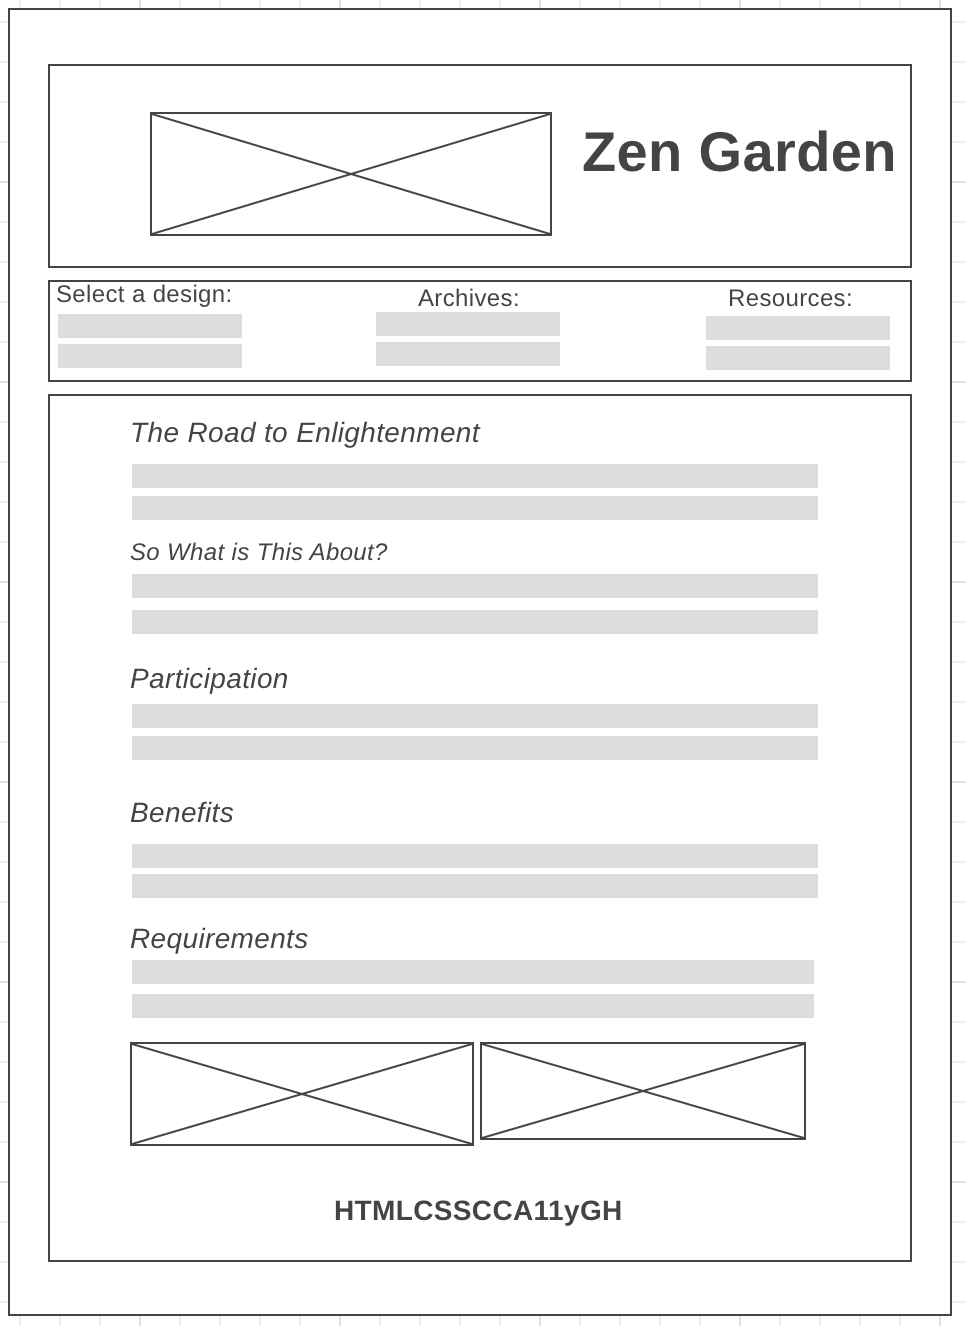 Zen Garden
Select a design:
Archives:
Resources:
The Road to Enlightenment
So What is This About?
Participation
Benefits
Requirements
HTMLCSSCCA11yGH